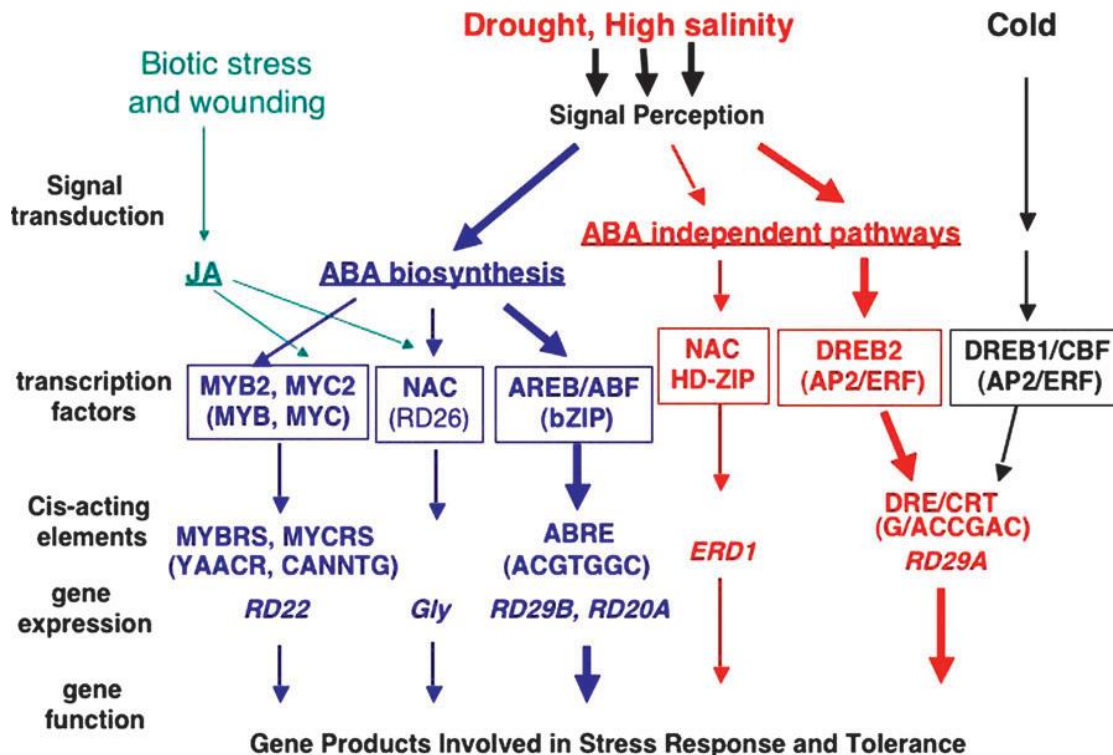 Drought, High salinity
Cold
Biotic stress
and wounding
Signal Perception
Signal
transduction
ABA independent pathways
JA
ABA biosynthesis
transcription
factors
MYB2, MYC2
(MYB, MYC)
NAC
(RD26)
AREB/ABF
(bZIP)
NAC
HD-ZIP
DREB2
(AP2/ERF)
DREB1/CBF
(AP2/ERF)
Cis-acting
elements
MYBRS, MYCRS
(YAACR, CANNTG)
ABRE
(ACGTGGC)
ERD1
DRE/CRT
(G/ACCGAC)
RD29A
gene
expression
RD22
Gly
RD29B, RD20A
gene
function
Gene Products Involved in Stress Response and Tolerance